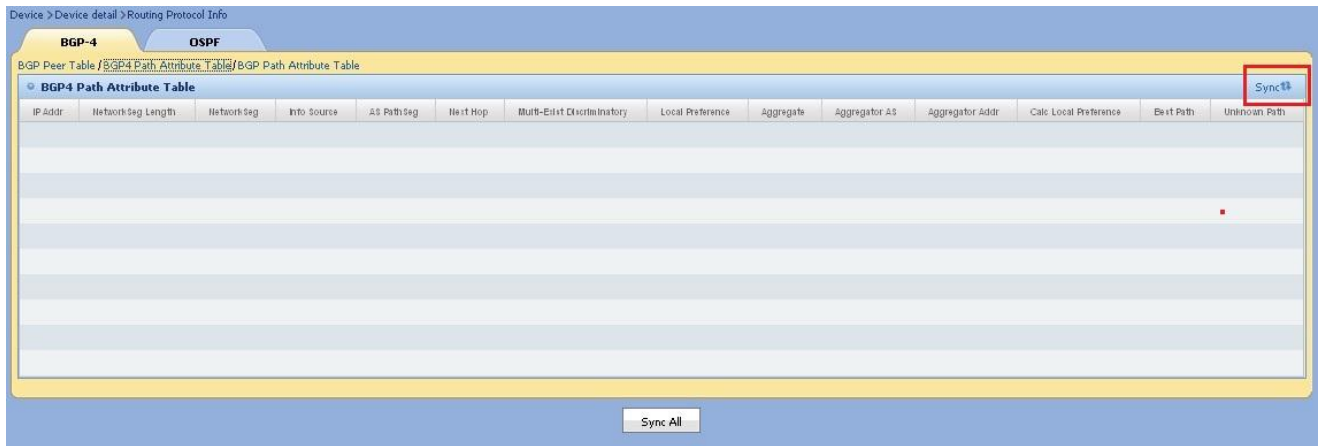 Device >Device detail >Routing Protocol Info
BGP-4 OSPF
BGP Peer Table / BGP4 Path Attribute Table / BGP Path Attribute Table
BGP4 Path Attribute Table Sync
IP Addr NetworkSeg Length NetworkSeg Info Source AS PathSeg Next Hop Multi-Exist Discriminatory Local Preference Aggregate Aggregator AS Aggregator Addr Calc Local Preference Best Path Unknown Path
Sync All